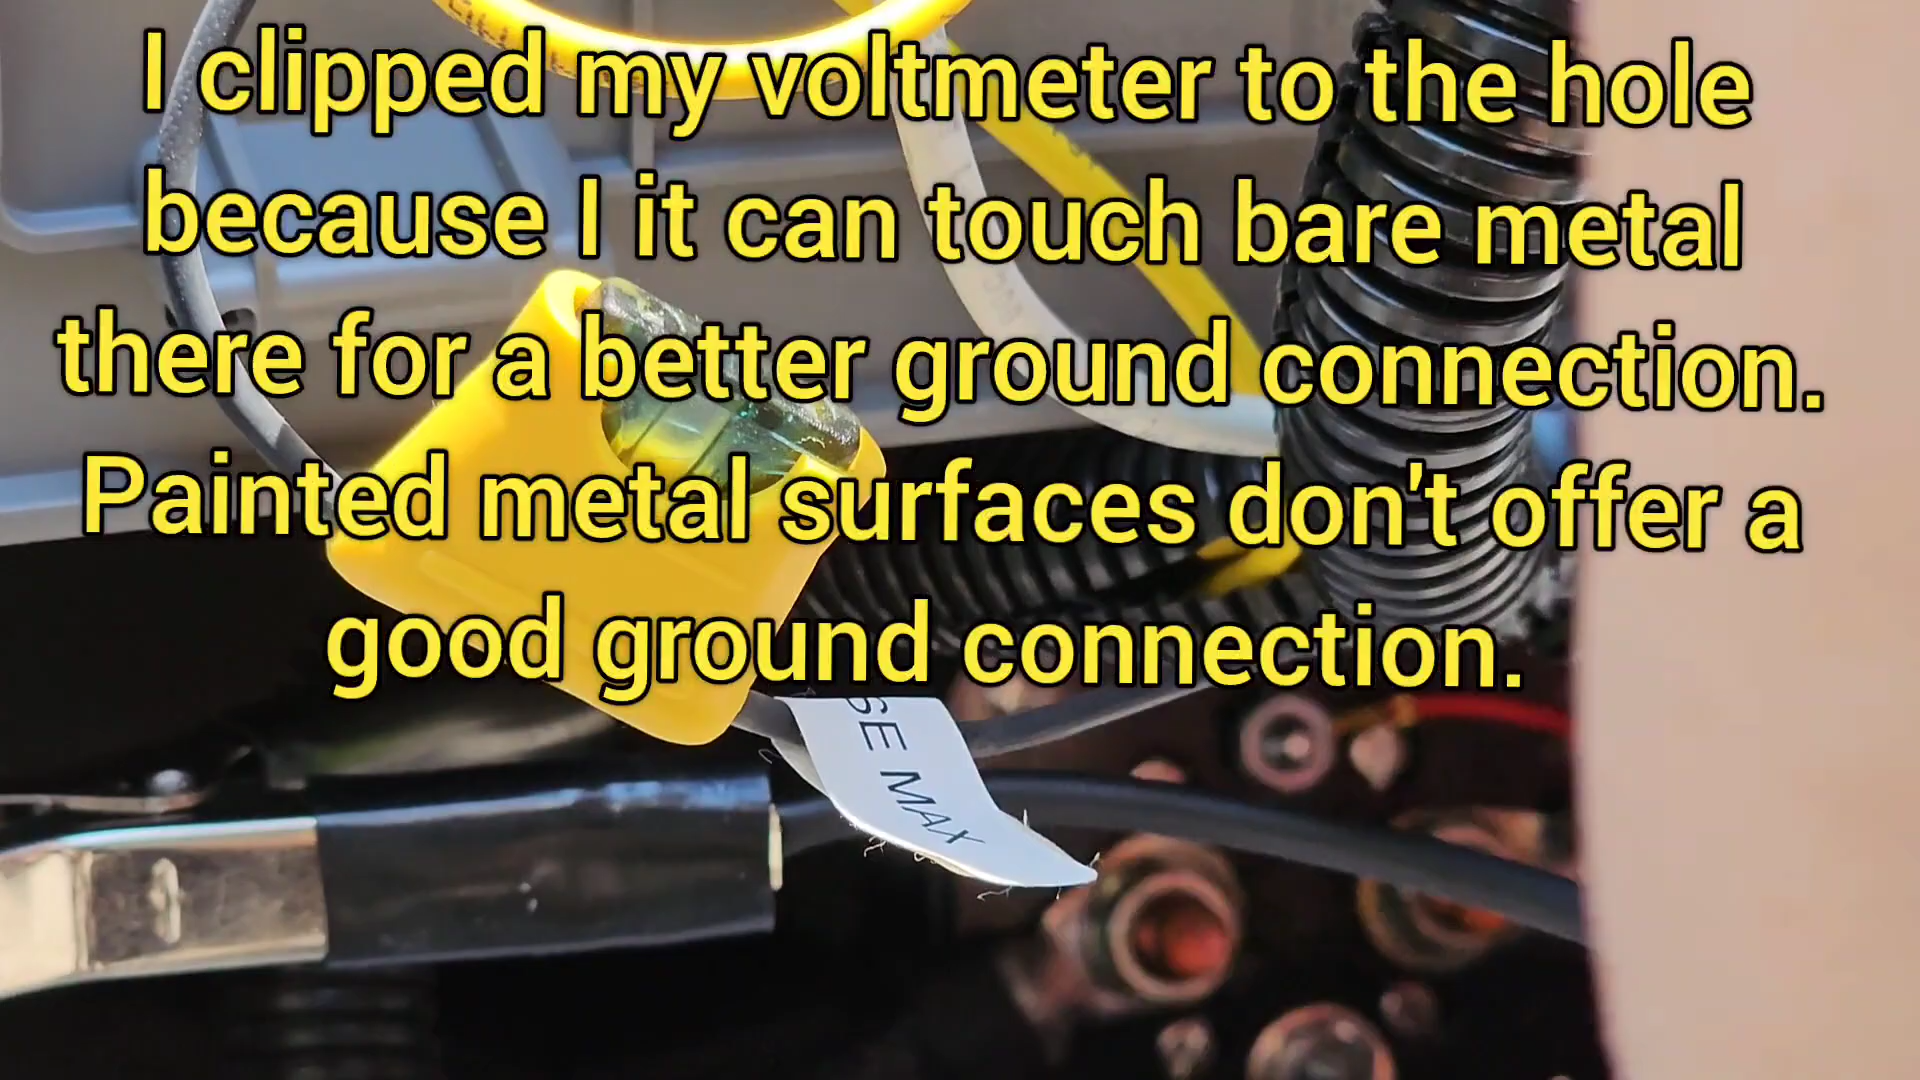 I clipped my voltmeter to the hole
because I it can touch bare metal
there for a better ground connection.
Painted metal surfaces don't offer a
good ground connection.
SE MAX